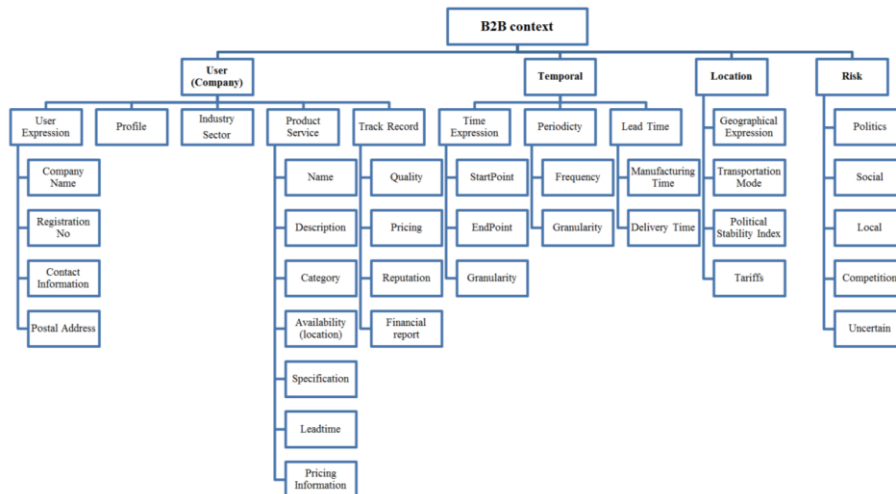 B2B context
User
(Company)
Temporal
Location
Risk
User
Expression
Profile
Industry
Sector
Product
Service
Track Record
Time
Expression
Periodicty
Lead Time
Geographical
Expression
Politics
Company
Name
Name
Quality
StartPoint
Frequency
Manufacturing
Time
Transportation
Mode
Social
Registration
No
Description
Pricing
EndPoint
Granularity
Delivery Time
Political
Stability Index
Local
Contact
Information
Category
Reputation
Granularity
Tariffs
Competition
Postal Address
Availability
(location)
Financial
report
Uncertain
Specification
Leadtime
Pricing
Information